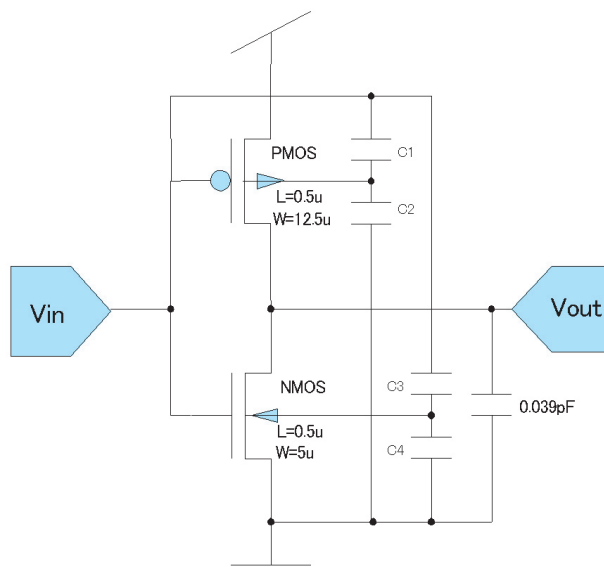 PMOS
C1
L=0.5u
W=12.5u
C2
Vin
Vout
NMOS
C3
L=0.5u
W=5u
C4
0.039pF